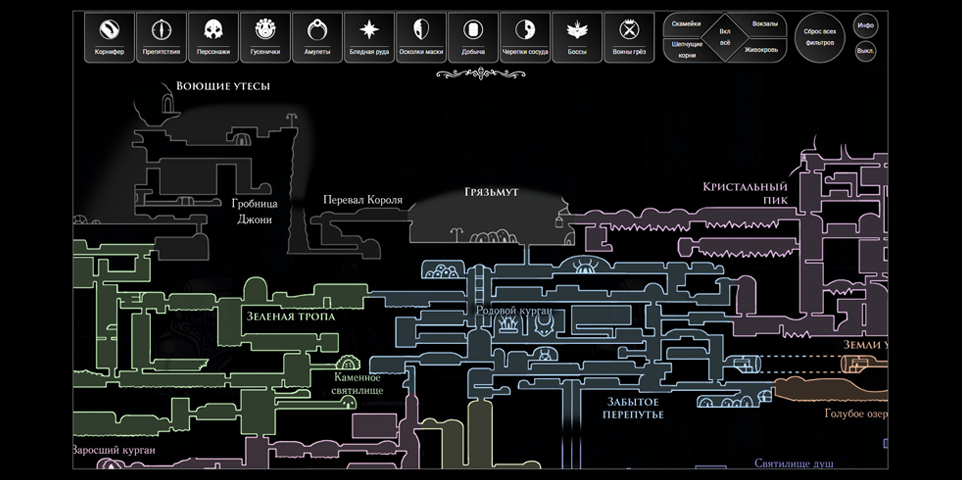 Корнифер
Препятствия
Персонажи
Гусенички
Амулеты
Бледная руда
Осколки маски
Добыча
Черепки сосуда
Боссы
Воины грёз
Скамейки
Вокзалы
Вкл
всё
Шепчущие
корни
Живокровь
Сброс всех
фильтров
Инфо
Выкл.
Воющие утесы
Гробница
Джони
Перевал Короля
Грязьмут
Кристальный
пик
Зеленая тропа
Родовой курган
Земли у
Каменное
святилище
Забытое
перепутье
Голубое озер
Заросший курган
Святилище душ